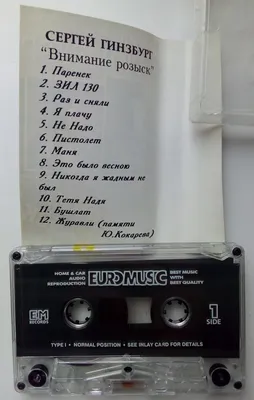 СЕРГЕЙ ГИНЗБУРГ
"Внимание розыск"
1. Паренек
2. ЗИЛ 130
3. Раз и сняли
4. Я плачу
5. Не Надо
6. Пистолет
7. Маня
8. Это было весною
9. Никогда я жадным не
был
10. Тетя Надя
11. Бушлат
12. Журавли (памяти
Ю.Кокарева)
HOME & CAR
AUDIO
REPRODUCTION
EUROMUSIC
BEST MUSIC
WITH
BEST QUALITY
EM
RECORDS
1
SIDE
TYPE I • NORMAL POSITION • SEE INLAY CARD FOR DETAILS